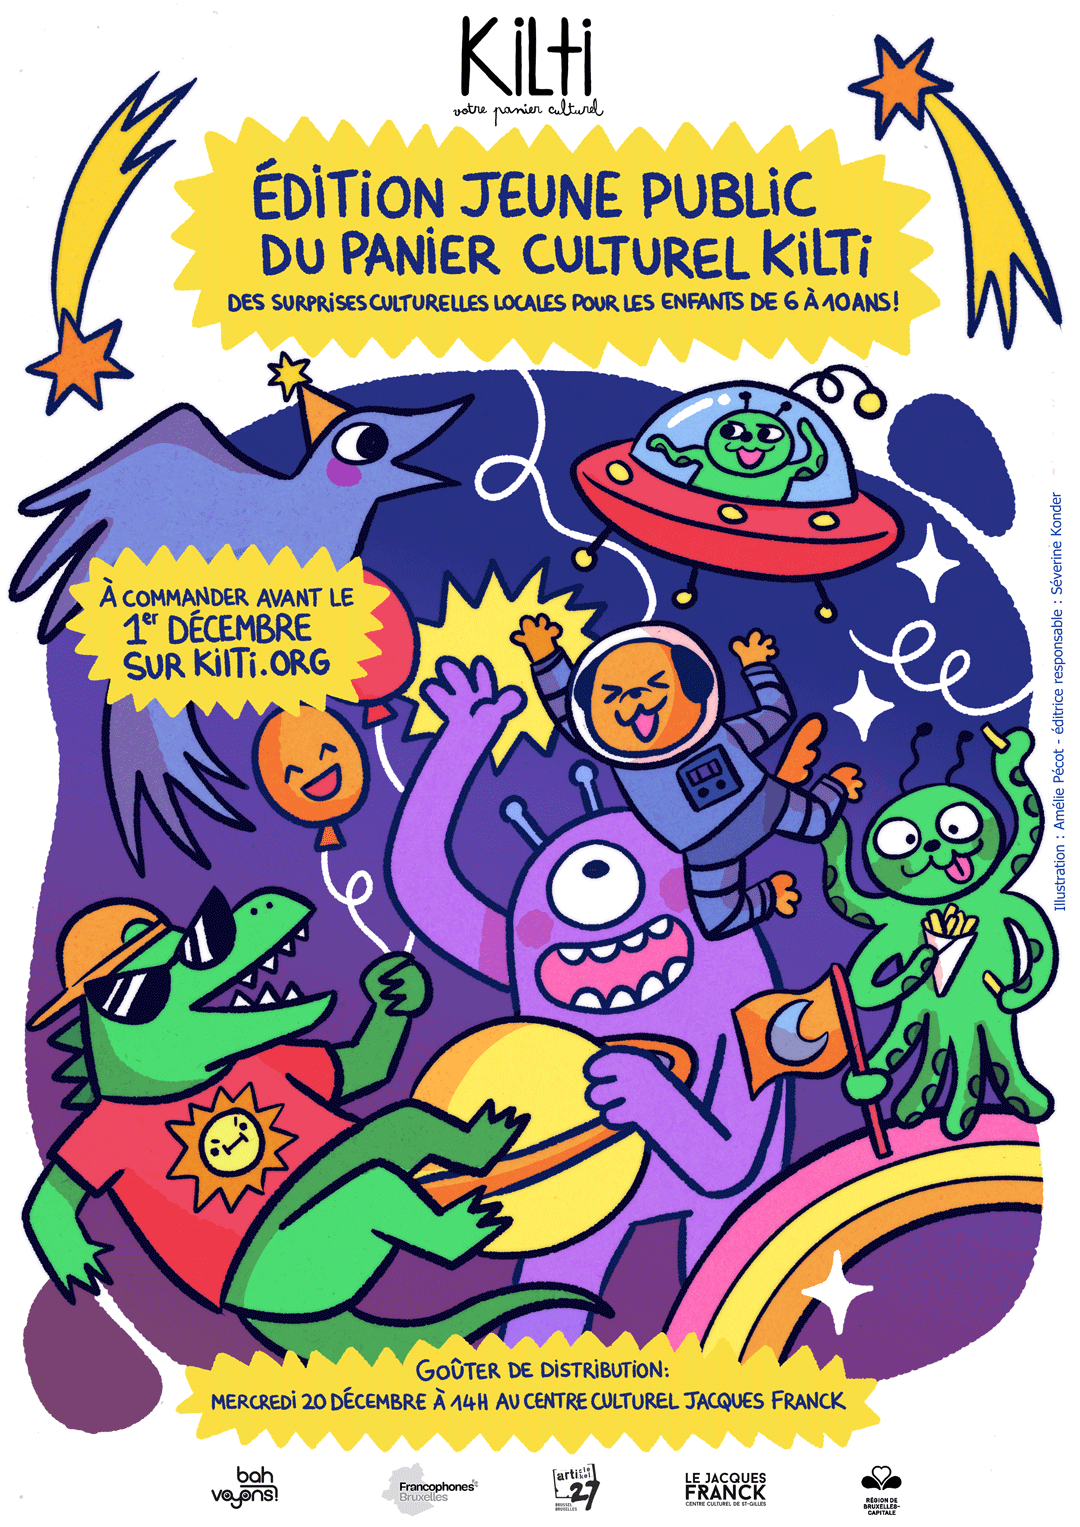 Kilti
votre panier culturel
ÉDITION JEUNE PUBLIC
DU PANIER CULTUREL KILTI
DES SURPRISES CULTURELLES LOCALES POUR LES ENFANTS DE 6 À 10 ANS !
À COMMANDER AVANT LE
1er DÉCEMBRE
SUR KILTI.ORG
Illustration : Amélie Pécot - éditrice responsable : Séverine Konder
GOÛTER DE DISTRIBUTION:
MERCREDI 20 DÉCEMBRE À 14H AU CENTRE CULTUREL JACQUES FRANCK
bah
voyons!
Francophones
Bruxelles
article
kel
27
BRUSSEL
BRUXELLES
LE JACQUES
FRANCK
CENTRE CULTUREL DE ST-GILLES
RÉGION DE
BRUXELLES-
CAPITALE